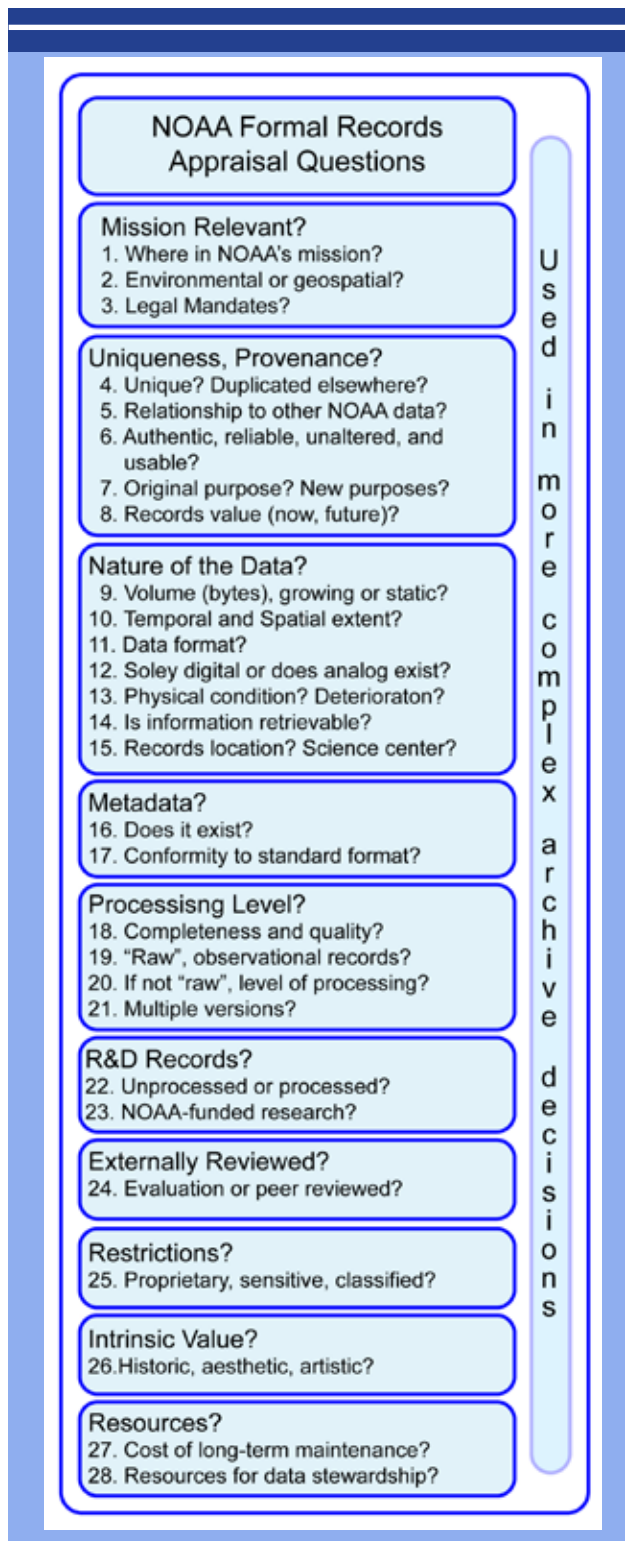 NOAA Formal Records
Appraisal Questions
Mission Relevant?
1. Where in NOAA's mission?
2. Environmental or geospatial?
3. Legal Mandates?
Uniqueness, Provenance?
4. Unique? Duplicated elsewhere?
5. Relationship to other NOAA data?
6. Authentic, reliable, unaltered, and
usable?
7. Original purpose? New purposes?
8. Records value (now, future)?
Nature of the Data?
9. Volume (bytes), growing or static?
10. Temporal and Spatial extent?
11. Data format?
12. Soley digital or does analog exist?
13. Physical condition? Deterioraton?
14. Is information retrievable?
15. Records location? Science center?
Metadata?
16. Does it exist?
17. Conformity to standard format?
Processisng Level?
18. Completeness and quality?
19. “Raw”, observational records?
20. If not “raw”, level of processing?
21. Multiple versions?
R&D Records?
22. Unprocessed or processed?
23. NOAA-funded research?
Externally Reviewed?
24. Evaluation or peer reviewed?
Restrictions?
25. Proprietary, sensitive, classified?
Intrinsic Value?
26.Historic, aesthetic, artistic?
Resources?
27. Cost of long-term maintenance?
28. Resources for data stewardship?
Used in more complex archive decisions